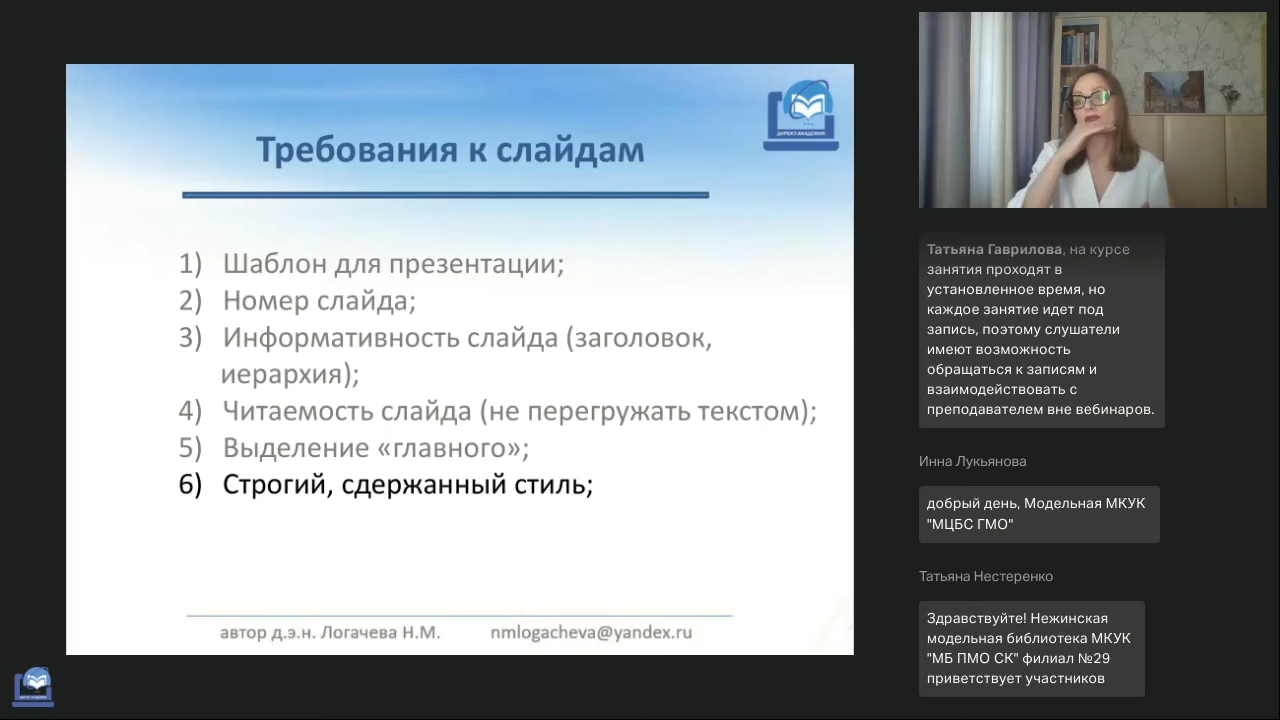 Требования к слайдам
ДИРЕКТ-АКАДЕМИЯ
1) Шаблон для презентации;
2) Номер слайда;
3) Информативность слайда (заголовок,
иерархия);
4) Читаемость слайда (не перегружать текстом);
5) Выделение «главного»;
6) Строгий, сдержанный стиль;
автор д.э.н. Логачева Н.М. nmlogacheva@yandex.ru
Татьяна Гаврилова, на курсе
занятия проходят в
установленное время, но
каждое занятие идет под
запись, поэтому слушатели
имеют возможность
обращаться к записям и
взаимодействовать с
преподавателем вне вебинаров.
Инна Лукьянова
добрый день, Модельная МКУК
"МЦБС ГМО"
Татьяна Нестеренко
Здравствуйте! Нежинская
модельная библиотека МКУК
"МБ ПМО СК" филиал №29
приветствует участников